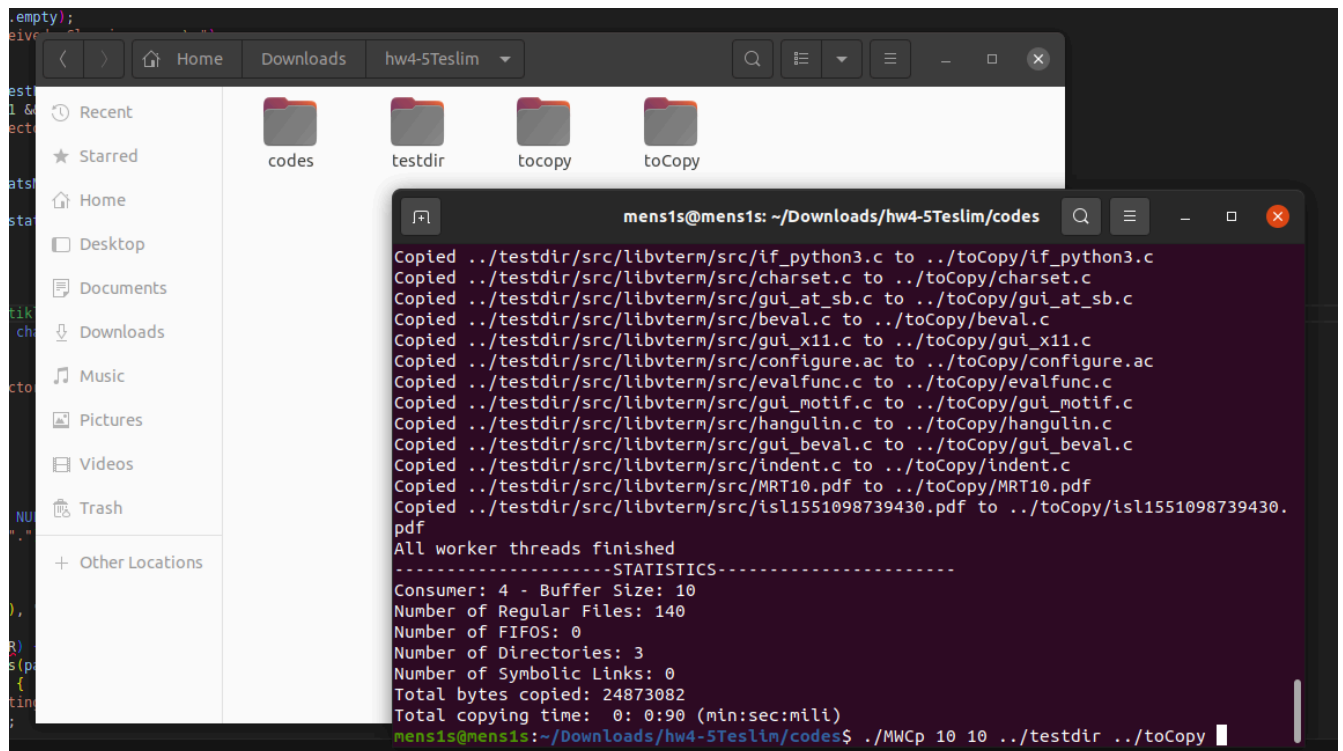 .empty);
Home Downloads hw4-5Teslim
Recent
Starred
Home
Desktop
Documents
Downloads
Music
Pictures
Videos
Trash
+ Other Locations
codes testdir tocopy toCopy
mens1s@mens1s: ~/Downloads/hw4-5Teslim/codes
Copied ../testdir/src/libvterm/src/if_python3.c to ../toCopy/if_python3.c
Copied ../testdir/src/libvterm/src/charset.c to ../toCopy/charset.c
Copied ../testdir/src/libvterm/src/gui_at_sb.c to ../toCopy/gui_at_sb.c
Copied ../testdir/src/libvterm/src/beval.c to ../toCopy/beval.c
Copied ../testdir/src/libvterm/src/gui_x11.c to ../toCopy/gui_x11.c
Copied ../testdir/src/libvterm/src/configure.ac to ../toCopy/configure.ac
Copied ../testdir/src/libvterm/src/evalfunc.c to ../toCopy/evalfunc.c
Copied ../testdir/src/libvterm/src/gui_motif.c to ../toCopy/gui_motif.c
Copied ../testdir/src/libvterm/src/hangulin.c to ../toCopy/hangulin.c
Copied ../testdir/src/libvterm/src/gui_beval.c to ../toCopy/gui_beval.c
Copied ../testdir/src/libvterm/src/indent.c to ../toCopy/indent.c
Copied ../testdir/src/libvterm/src/MRT10.pdf to ../toCopy/MRT10.pdf
Copied ../testdir/src/libvterm/src/isl1551098739430.pdf to ../toCopy/isl1551098739430.
pdf
All worker threads finished
---------------------STATISTICS-----------------------
Consumer: 4 - Buffer Size: 10
Number of Regular Files: 140
Number of FIFOS: 0
Number of Directories: 3
Number of Symbolic Links: 0
Total bytes copied: 24873082
Total copying time:  0: 0:90 (min:sec:mili)
mens1s@mens1s:~/Downloads/hw4-5Teslim/codes$ ./MWCp 10 10 ../testdir ../toCopy